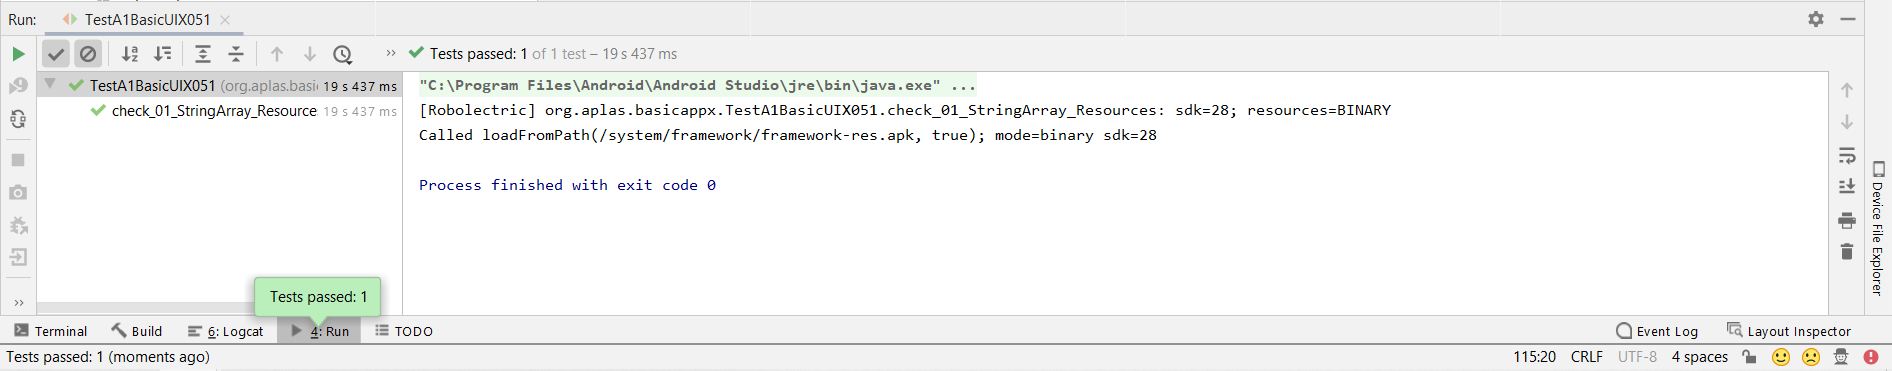 Run: TestA1BasicUIX051
Tests passed: 1 of 1 test – 19 s 437 ms
TestA1BasicUIX051 (org.aplas.basic 19 s 437 ms
check_01_StringArray_Resource: 19 s 437 ms
"C:\Program Files\Android\Android Studio\jre\bin\java.exe" ...
[Robolectric] org.aplas.basicappx.TestA1BasicUIX051.check_01_StringArray_Resources: sdk=28; resources=BINARY
Called loadFromPath(/system/framework/framework-res.apk, true); mode=binary sdk=28
Process finished with exit code 0
Device File Explorer
Tests passed: 1
Terminal Build 6: Logcat 4: Run TODO Event Log Layout Inspector
Tests passed: 1 (moments ago) 115:20 CRLF UTF-8 4 spaces